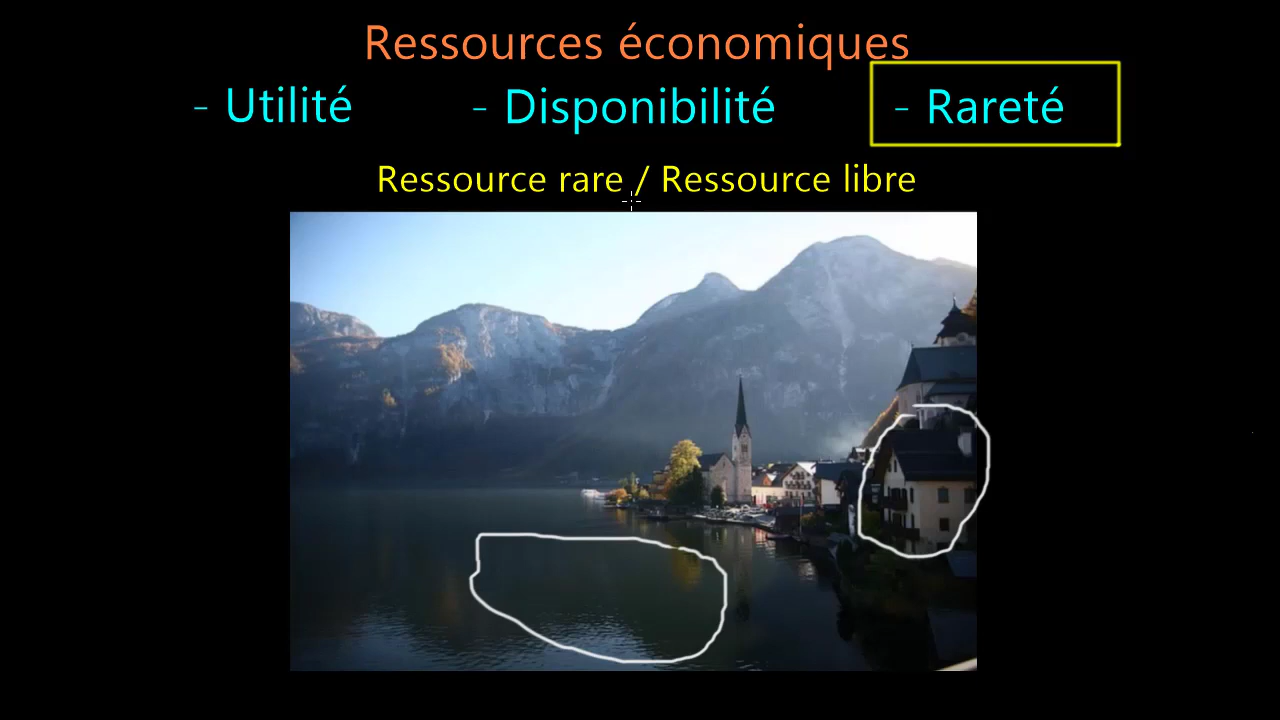 Ressources économiques
- Utilité - Disponibilité - Rareté
Ressource rare / Ressource libre